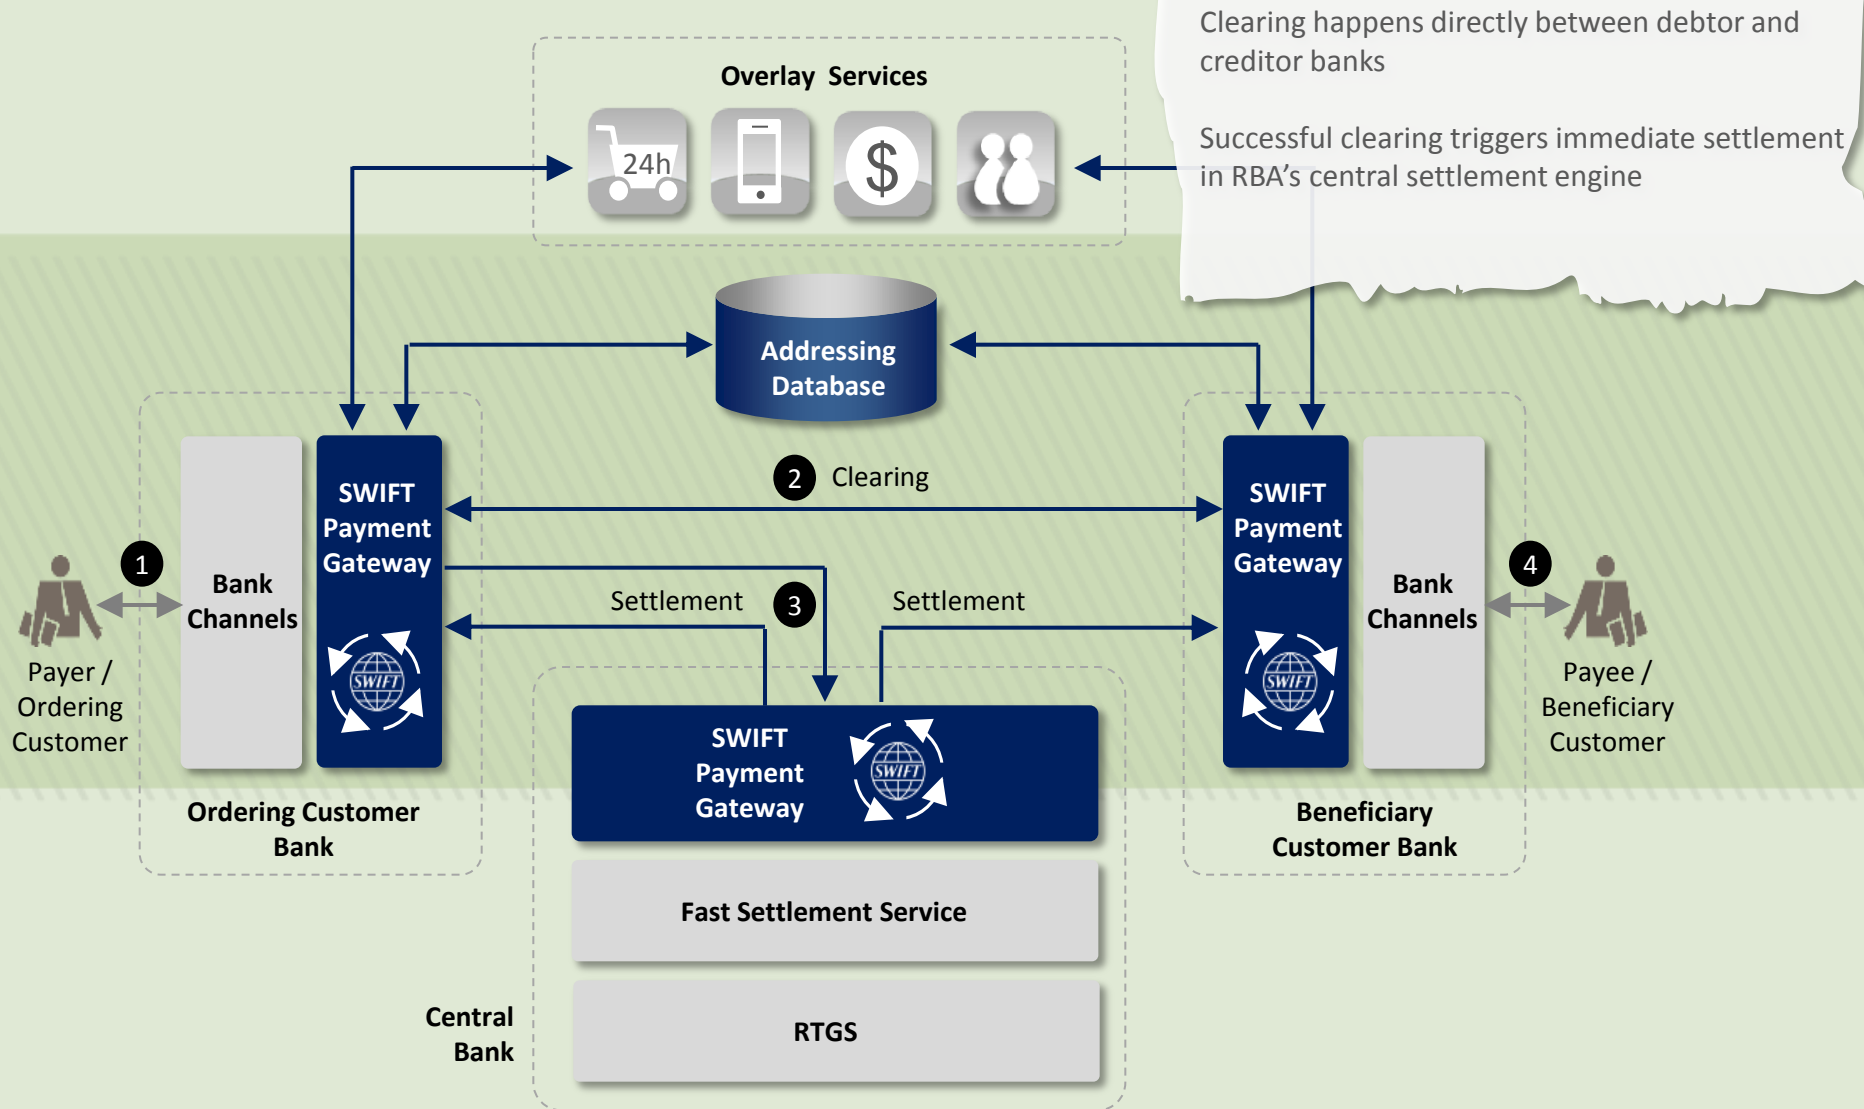 Clearing happens directly between debtor and
creditor banks
Successful clearing triggers immediate settlement
in RBA's central settlement engine
Overlay Services
24h
$
Addressing
Database
2 Clearing
SWIFT
Payment
Gateway
SWIFT
Payment
Gateway
1
Bank
Channels
4
Bank
Channels
Settlement 3 Settlement
SWIFT
SWIFT
Payer /
Ordering
Customer
Payee /
Beneficiary
Customer
SWIFT
Payment
Gateway
SWIFT
Ordering Customer
Bank
Beneficiary
Customer Bank
Fast Settlement Service
Central
Bank
RTGS